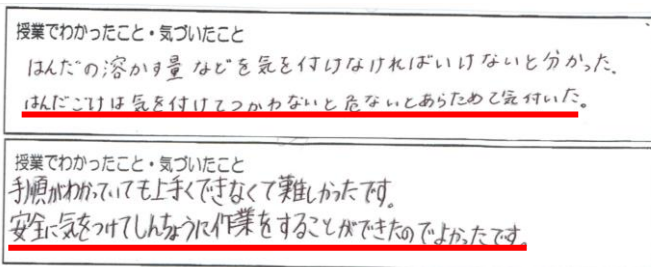 授業でわかったこと・気づいたこと
はんだの溶かす量などを気を付けなければいけないと分かった。
はんだごては気を付けてつかわないと危ないとあらためて気付いた。
授業でわかったこと・気づいたこと
手順がわかっていても上手くできなくて難しかったです。
安全に気をつけてしんちょうに作業をすることができたのでよかったです。